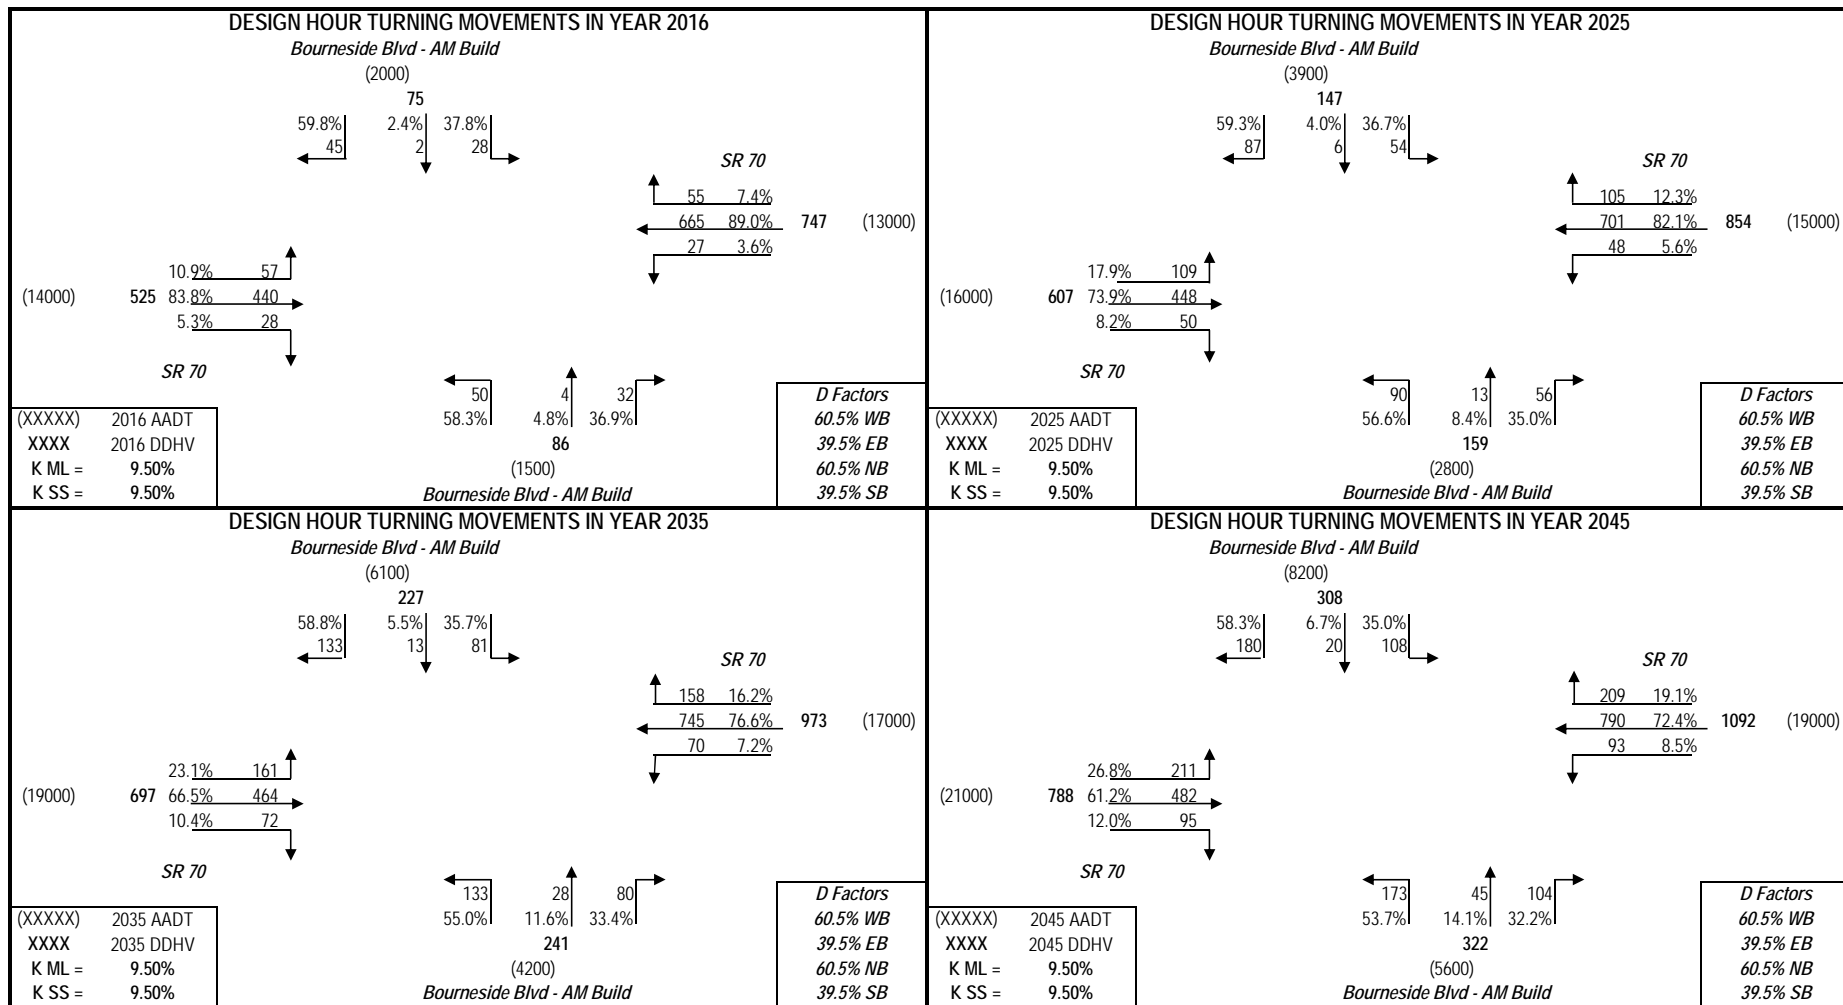 DESIGN HOUR TURNING MOVEMENTS IN YEAR 2016
Bourneside Blvd - AM Build
(2000)
75
59.8% 2.4% 37.8%
45 2 28
SR 70
55 7.4%
665 89.0% 747 (13000)
27 3.6%
10.9% 57
(14000) 525 83.8% 440
5.3% 28
SR 70
50 4 32
58.3% 4.8% 36.9%
86
(1500)
Bourneside Blvd - AM Build
(XXXXX) 2016 AADT
XXXX 2016 DDHV
K ML = 9.50%
K SS = 9.50%
D Factors
60.5% WB
39.5% EB
60.5% NB
39.5% SB
DESIGN HOUR TURNING MOVEMENTS IN YEAR 2025
Bourneside Blvd - AM Build
(3900)
147
59.3% 4.0% 36.7%
87 6 54
SR 70
105 12.3%
701 82.1% 854 (15000)
48 5.6%
17.9% 109
(16000) 607 73.9% 448
8.2% 50
SR 70
90 13 56
56.6% 8.4% 35.0%
159
(2800)
Bourneside Blvd - AM Build
(XXXXX) 2025 AADT
XXXX 2025 DDHV
K ML = 9.50%
K SS = 9.50%
D Factors
60.5% WB
39.5% EB
60.5% NB
39.5% SB
DESIGN HOUR TURNING MOVEMENTS IN YEAR 2035
Bourneside Blvd - AM Build
(6100)
227
58.8% 5.5% 35.7%
133 13 81
SR 70
158 16.2%
745 76.6% 973 (17000)
70 7.2%
23.1% 161
(19000) 697 66.5% 464
10.4% 72
SR 70
133 28 80
55.0% 11.6% 33.4%
241
(4200)
Bourneside Blvd - AM Build
(XXXXX) 2035 AADT
XXXX 2035 DDHV
K ML = 9.50%
K SS = 9.50%
D Factors
60.5% WB
39.5% EB
60.5% NB
39.5% SB
DESIGN HOUR TURNING MOVEMENTS IN YEAR 2045
Bourneside Blvd - AM Build
(8200)
308
58.3% 6.7% 35.0%
180 20 108
SR 70
209 19.1%
790 72.4% 1092 (19000)
93 8.5%
26.8% 211
(21000) 788 61.2% 482
12.0% 95
SR 70
173 45 104
53.7% 14.1% 32.2%
322
(5600)
Bourneside Blvd - AM Build
(XXXXX) 2045 AADT
XXXX 2045 DDHV
K ML = 9.50%
K SS = 9.50%
D Factors
60.5% WB
39.5% EB
60.5% NB
39.5% SB